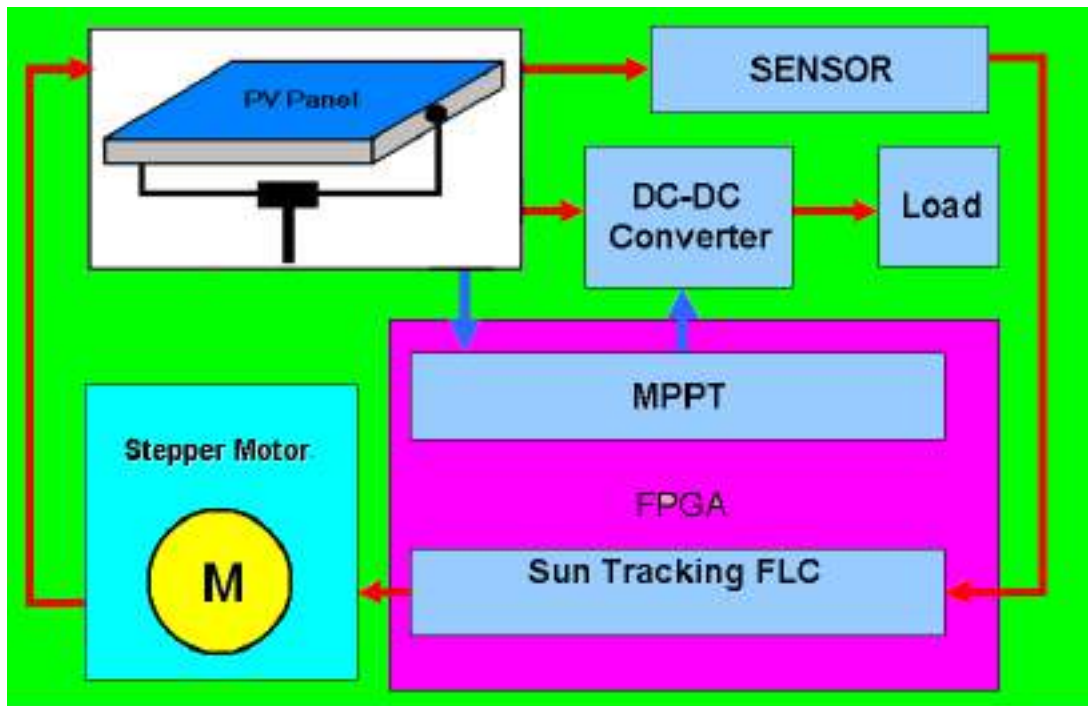 PV Panel
SENSOR
DC-DC
Converter
Load
MPPT
Stepper Motor
M
FPGA
Sun Tracking FLC